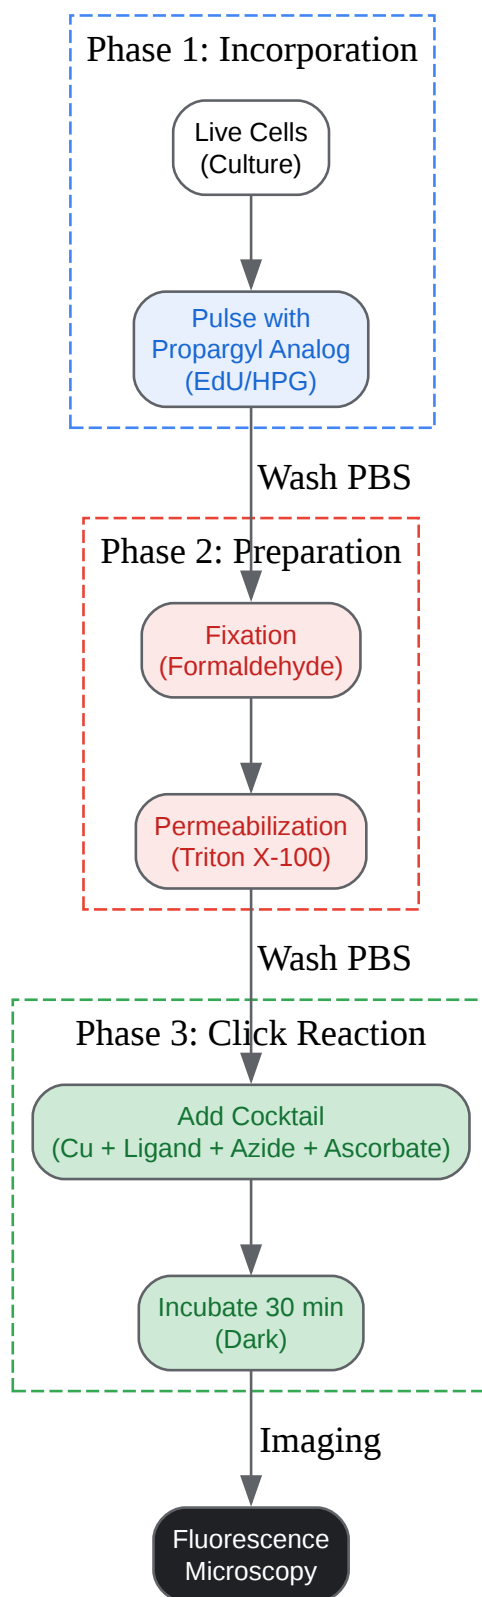 Phase 1: Incorporation
Live Cells
(Culture)
Pulse with
Propargyl Analog
(EdU/HPG)
Wash PBS
Phase 2: Preparation
Fixation
(Formaldehyde)
Permeabilization
(Triton X-100)
Wash PBS
Phase 3: Click Reaction
Add Cocktail
(Cu + Ligand + Azide + Ascorbate)
Incubate 30 min
(Dark)
Imaging
Fluorescence
Microscopy